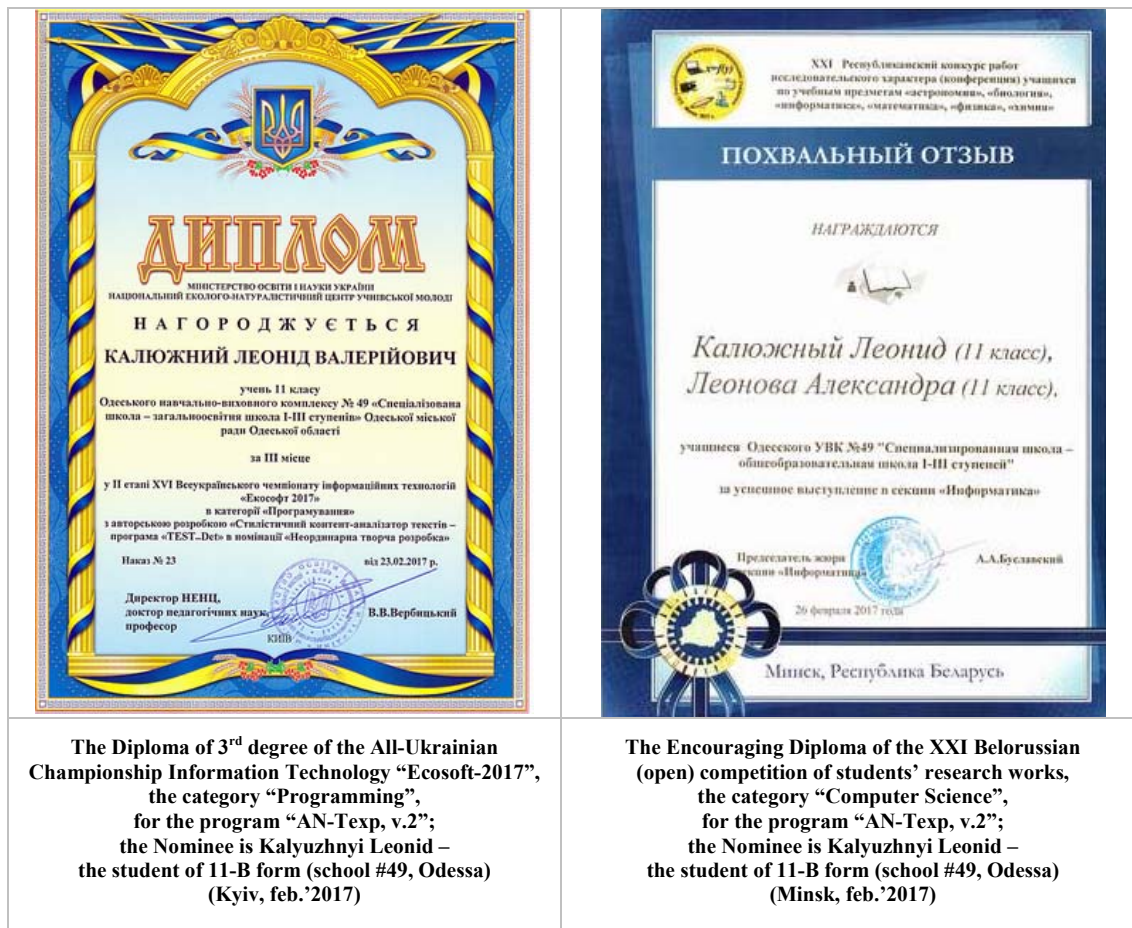 ДИПЛОМ
МІНІСТЕРСТВО ОСВІТИ І НАУКИ УКРАЇНИ
НАЦІОНАЛЬНИЙ ЕКОЛОГО-НАТУРАЛІСТИЧНИЙ ЦЕНТР УЧНІВСЬКОЇ МОЛОДІ
НАГОРОДЖУЄТЬСЯ
КАЛЮЖНИЙ ЛЕОНІД ВАЛЕРІЙОВИЧ
учень 11 класу
Одеського навчально-виховного комплексу № 49 «Спеціалізована
школа – загальноосвітня школа І-ІІІ ступенів» Одеської міської
ради Одеської області
за ІІІ місце
у ІІ етапі XVI Всеукраїнського чемпіонату інформаційних технологій
«Екософт 2017»
в категорії «Програмування»
з авторською розробкою «Стилістичний контент-аналізатор текстів –
програма «TEST_Det» в номінації «Неординарна творча розробка»
Наказ № 23 від 23.02.2017 р.
Директор НЕНЦ,
доктор педагогічних наук,
професор В.В.Вербицький
КИЇВ
XXI Республиканский конкурс работ
исследовательского характера (конференция) учащихся
по учебным предметам «астрономия», «биология»,
«информатика», «математика», «физика», «химия»
ПОХВАЛЬНЫЙ ОТЗЫВ
НАГРАЖДАЮТСЯ
Калюжный Леонид (11 класс),
Леонова Александра (11 класс),
учащиеся Одесского УВК №49 "Специализированная школа –
общеобразовательная школа I-III ступеней"
за успешное выступление в секции «Информатика»
Председатель жюри
секции «Информатика» А.А.Буславский
26 февраля 2017 года
Минск, Республика Беларусь
The Diploma of 3rd degree of the All-Ukrainian
Championship Information Technology “Ecosoft-2017”,
the category “Programming”,
for the program “AN-Texp, v.2”;
the Nominee is Kalyuzhnyi Leonid –
the student of 11-B form (school #49, Odessa)
(Kyiv, feb.’2017)
The Encouraging Diploma of the XXI Belorussian
(open) competition of students’ research works,
the category “Computer Science”,
for the program “AN-Texp, v.2”;
the Nominee is Kalyuzhnyi Leonid –
the student of 11-B form (school #49, Odessa)
(Minsk, feb.’2017)